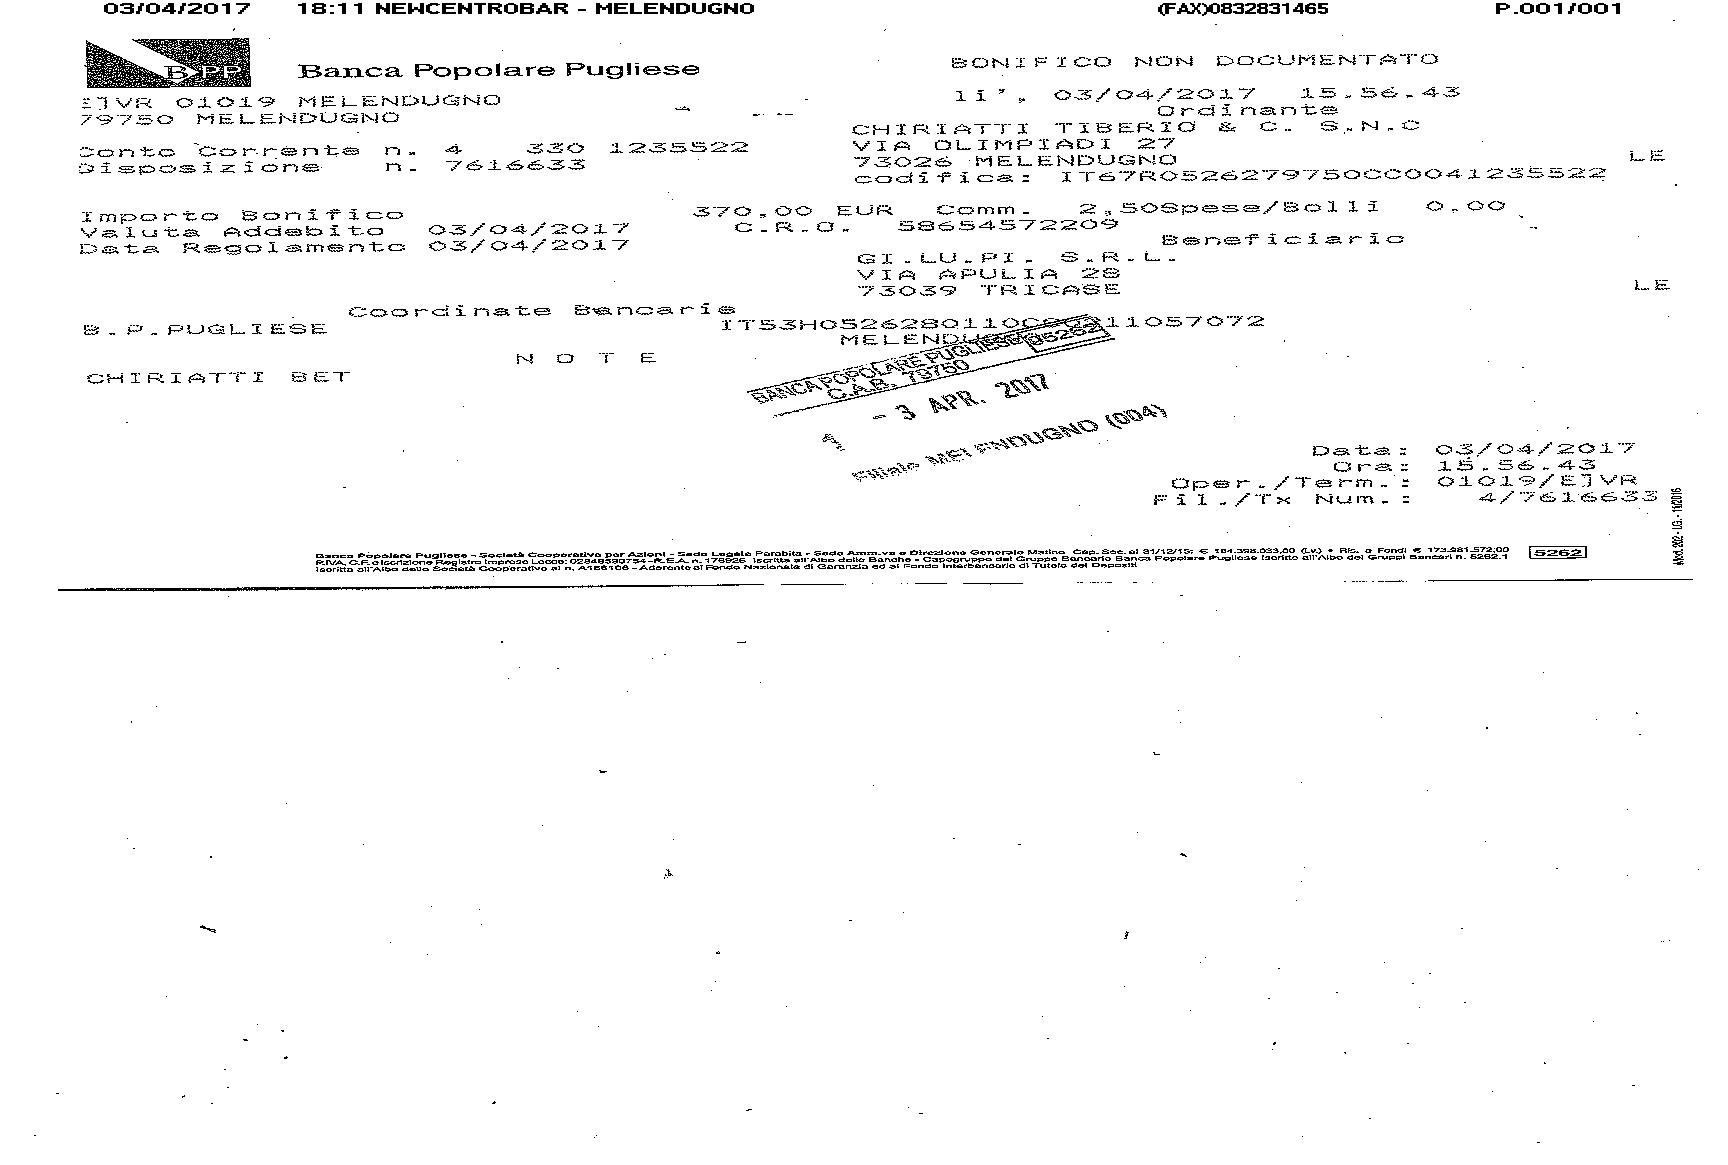 03/04/2017 18:11 NEWCENTROBAR - MELENDUGNO (FAX)0832831465 P.001/001
BPP Banca Popolare Pugliese BONIFICO NON DOCUMENTATO
EJVR 01019 MELENDUGNO li', 03/04/2017 15.56.43
79750 MELENDUGNO Ordinante
CHIRIATTI TIBERIO & C. S.N.C
VIA OLIMPIADI 27
Conto Corrente n. 4 330 1235522
73026 MELENDUGNO LE
Disposizione n. 7616633
codifica: IT67R0526279750CC0041235522
Importo Bonifico 370,00 EUR Comm. 2,50Spese/Bolli 0.00
Valuta Addebito 03/04/2017 C.R.O. 58654572209
Data Regolamento 03/04/2017 Beneficiario
GI.LU.PI. S.R.L.
VIA APULIA 28
73039 TRICASE LE
Coordinate Bancarie
B.P.PUGLIESE
MELENDUGNO
N O T E
CHIRIATTI BET
BANCA POPOLARE PUGLIESE 05262
C.A.B. 79750
- 3 APR. 2017
Filiale MELENDUGNO (004)
Data: 03/04/2017
Ora: 15.56.43
Oper./Term.: 01019/EJVR
Fil./Tx Num.: 4/7616633
Banca Popolare Pugliese - Società Cooperativa per Azioni - Sede Legale Parabita - Sede Amm.va e Direzione Generale Matino Cap. Soc. al 31/12/15: € 184.398.033,00 (i.v.) • Ris. e Fondi € 173.981.572,00
P.IVA, C.F. e Iscrizione Registro Imprese Lecce: 02848590754 - R.E.A. n. 176926 Iscritta all'Albo delle Banche - Capogruppo del Gruppo Bancario Banca Popolare Pugliese iscritto all'Albo dei Gruppi Bancari n. 5262.1
Iscritta all'Albo delle Società Cooperative al n. A166106 - Aderente al Fondo Nazionale di Garanzia ed al Fondo Interbancario di Tutela dei Depositi
5262
Mod. 202 - I.G. - 11/2016